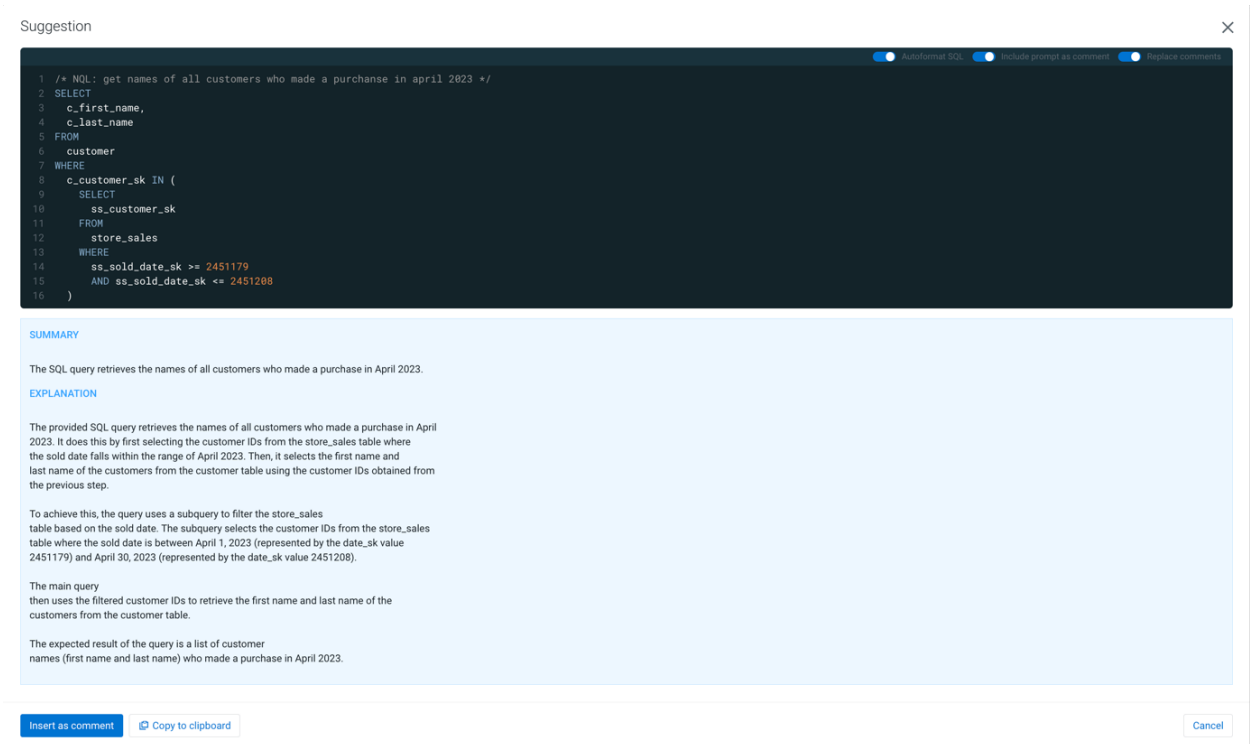 Suggestion
Autoformat SQL Include prompt as comment Replace comments
1 /* NQL: get names of all customers who made a purchanse in april 2023 */
2 SELECT
3 c_first_name,
4 c_last_name
5 FROM
6 customer
7 WHERE
8 c_customer_sk IN (
9 SELECT
10 ss_customer_sk
11 FROM
12 store_sales
13 WHERE
14 ss_sold_date_sk >= 2451179
15 AND ss_sold_date_sk <= 2451208
16 )
SUMMARY
The SQL query retrieves the names of all customers who made a purchase in April 2023.
EXPLANATION
The provided SQL query retrieves the names of all customers who made a purchase in April
2023. It does this by first selecting the customer IDs from the store_sales table where
the sold date falls within the range of April 2023. Then, it selects the first name and
last name of the customers from the customer table using the customer IDs obtained from
the previous step.
To achieve this, the query uses a subquery to filter the store_sales
table based on the sold date. The subquery selects the customer IDs from the store_sales
table where the sold date is between April 1, 2023 (represented by the date_sk value
2451179) and April 30, 2023 (represented by the date_sk value 2451208).
The main query
then uses the filtered customer IDs to retrieve the first name and last name of the
customers from the customer table.
The expected result of the query is a list of customer
names (first name and last name) who made a purchase in April 2023.
Insert as comment Copy to clipboard Cancel